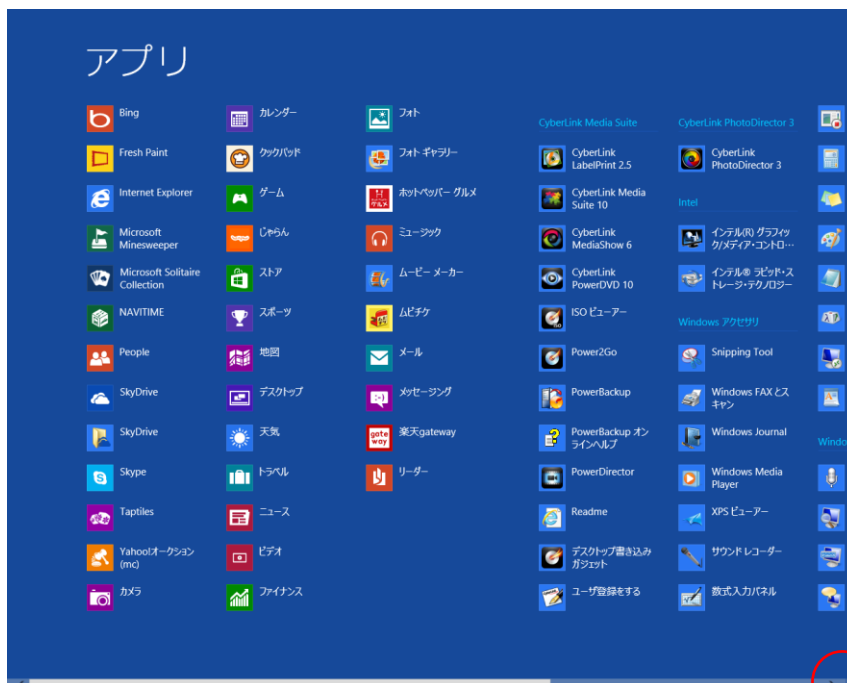 アプリ
Bing
Fresh Paint
Internet Explorer
Microsoft
Minesweeper
Microsoft Solitaire
Collection
NAVITIME
People
SkyDrive
SkyDrive
Skype
Taptiles
Yahoo!オークション
(mc)
カメラ
カレンダー
クックパッド
ゲーム
じゃらん
ストア
スポーツ
地図
デスクトップ
天気
トラベル
ニュース
ビデオ
ファイナンス
フォト
フォト ギャラリー
ホットペッパー グルメ
ミュージック
ムービー メーカー
ムビチケ
メール
メッセージング
gate
way
楽天gateway
リーダー
CyberLink Media Suite
CyberLink
LabelPrint 2.5
CyberLink Media
Suite 10
CyberLink
MediaShow 6
CyberLink
PowerDVD 10
ISO ビューアー
Power2Go
PowerBackup
PowerBackup オン
ラインヘルプ
PowerDirector
Readme
デスクトップ書き込み
ガジェット
ユーザ登録をする
CyberLink PhotoDirector 3
CyberLink
PhotoDirector 3
Intel
インテル(R) グラフィッ
ク/メディア・コントロ…
インテル® ラピッド・ス
トレージ・テクノロジー
Windows アクセサリ
Snipping Tool
Windows FAX とス
キャン
Windows Journal
Windows Media
Player
XPS ビューアー
サウンド レコーダー
数式入力パネル
Windo